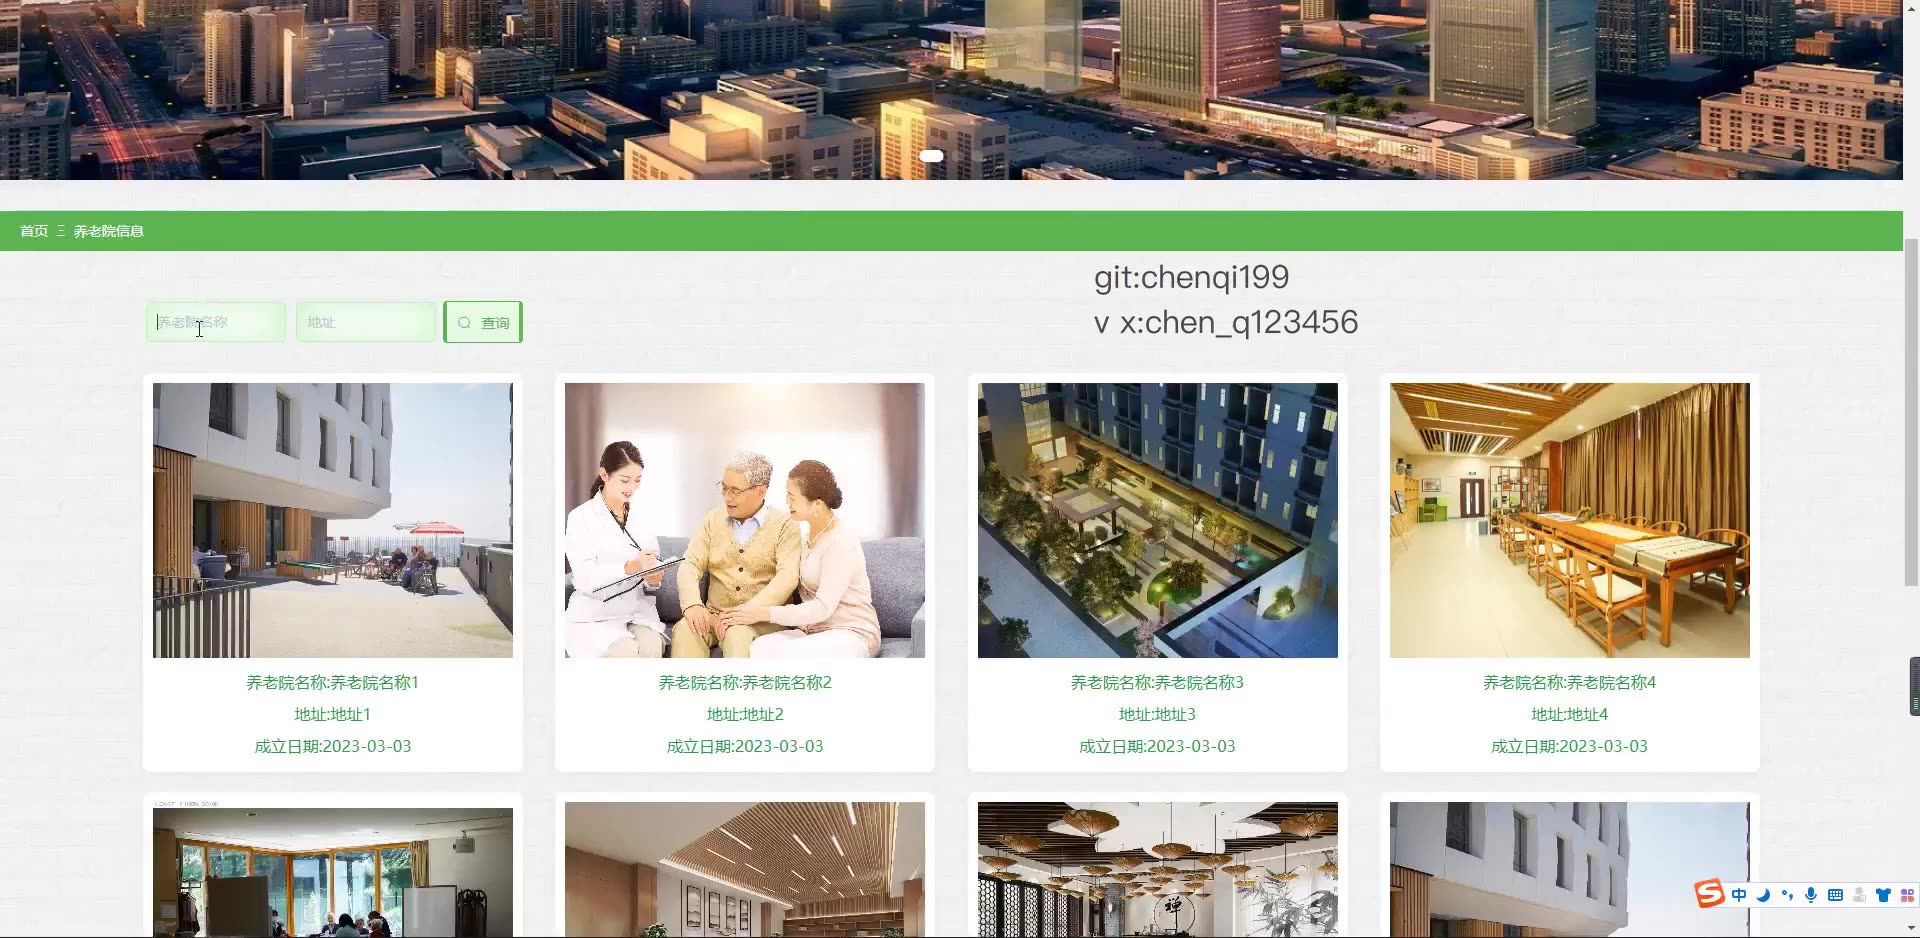 首页 Ξ 养老院信息
git:chenqi199
v x:chen_q123456
养老院名称 地址 查询
养老院名称:养老院名称1
地址:地址1
成立日期:2023-03-03
养老院名称:养老院名称2
地址:地址2
成立日期:2023-03-03
养老院名称:养老院名称3
地址:地址3
成立日期:2023-03-03
养老院名称:养老院名称4
地址:地址4
成立日期:2023-03-03
禅
中